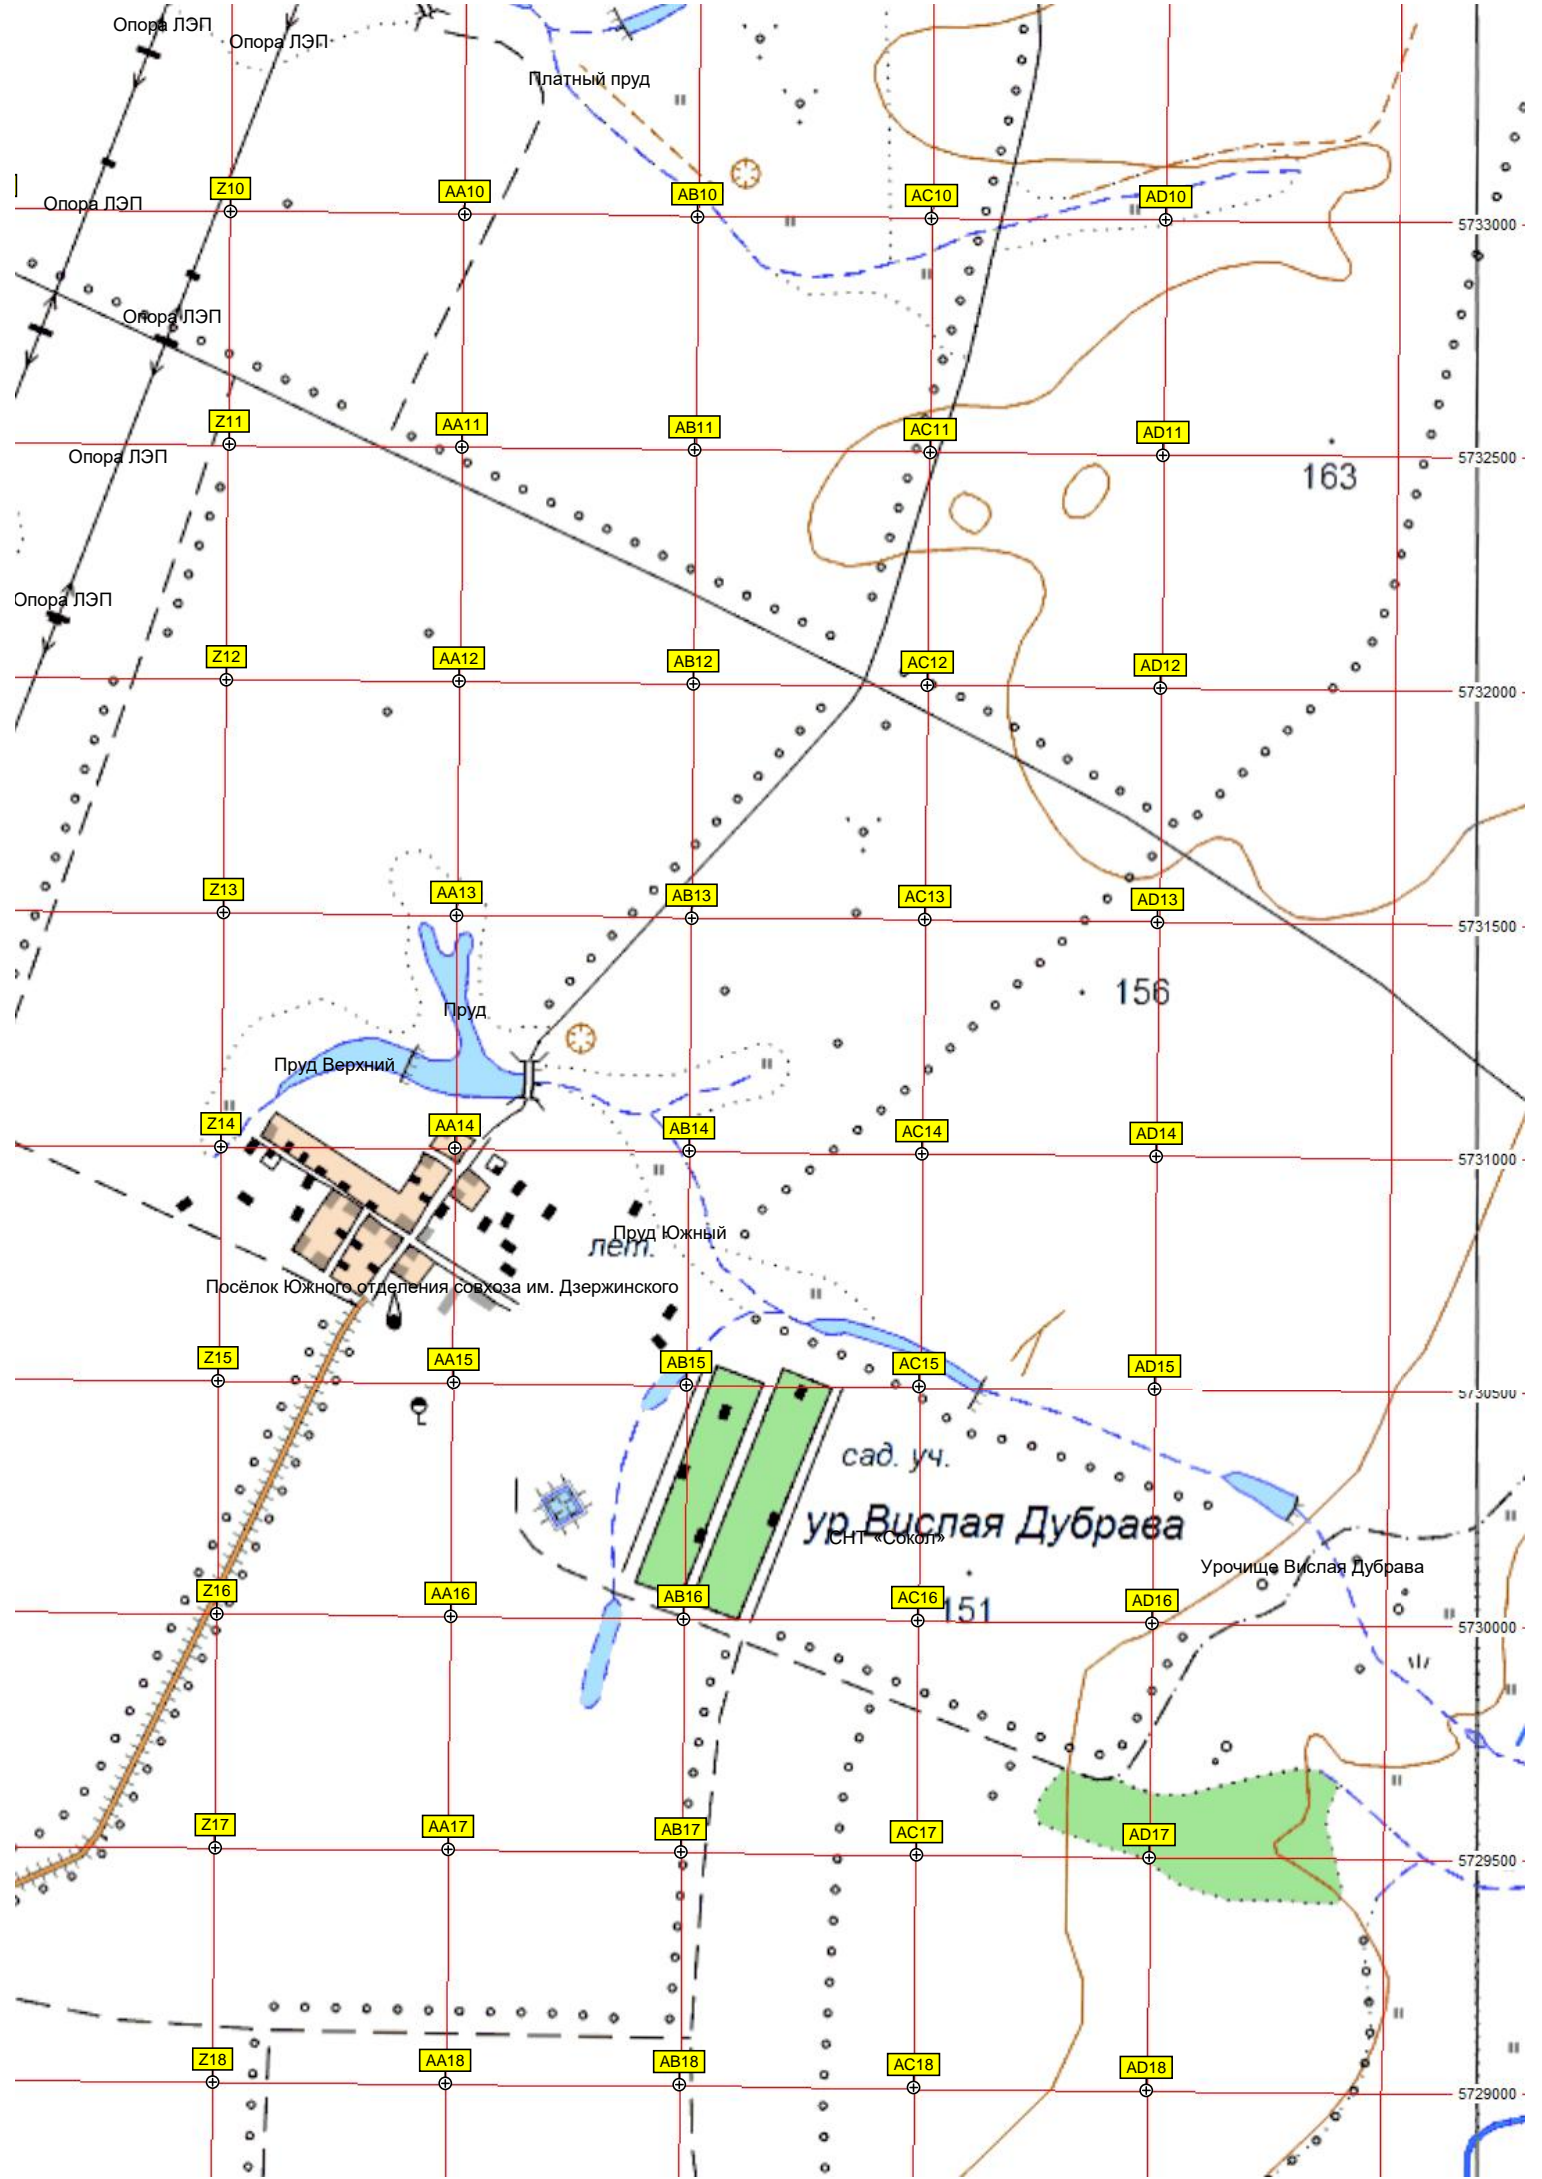 Опора ЛЭП
Опора ЛЭП
Платный пруд
Опора ЛЭП
Z10
AA10
AB10
AC10
AD10
5733000
Опора ЛЭП
Z11
AA11
AB11
AC11
AD11
Опора ЛЭП
5732500
163
Опора ЛЭП
Z12
AA12
AB12
AC12
AD12
5732000
Z13
AA13
AB13
AC13
AD13
5731500
156
Пруд
Пруд Верхний
Z14
AA14
AB14
AC14
AD14
5731000
Пруд Южный
лет.
Посёлок Южного отделения совхоза им. Дзержинского
Z15
AA15
AB15
AC15
AD15
5730500
сад. уч.
ур Вислая Дубрава
СНТ «Сокол»
Урочище Вислая Дубрава
Z16
AA16
AB16
AC16
AD16
151
5730000
Z17
AA17
AB17
AC17
AD17
5729500
Z18
AA18
AB18
AC18
AD18
5729000